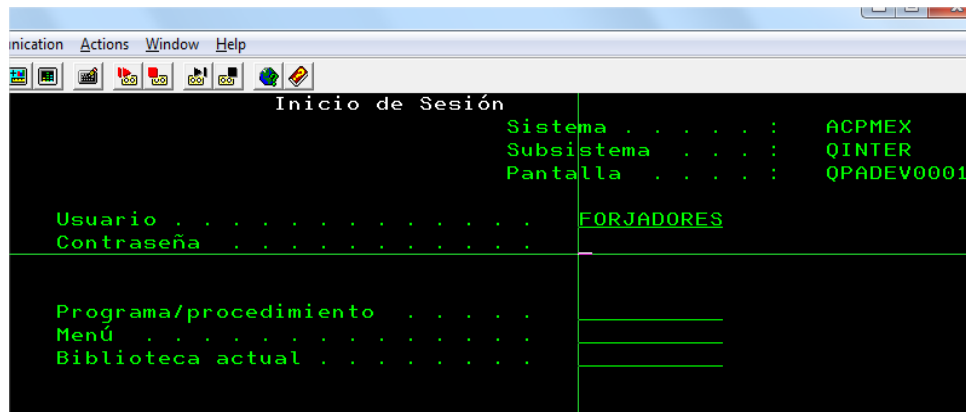 nication Actions Window Help
Inicio de Sesión
Sistema . . . . . : ACPMEX
Subsistema . . . . : QINTER
Pantalla . . . . : QPADEV0001
Usuario . . . . . . . . . . . . . FORJADORES
Contraseña . . . . . . . . . . .
Programa/procedimiento . . . . .
Menú . . . . . . . . . . . . . .
Biblioteca actual . . . . . . . .